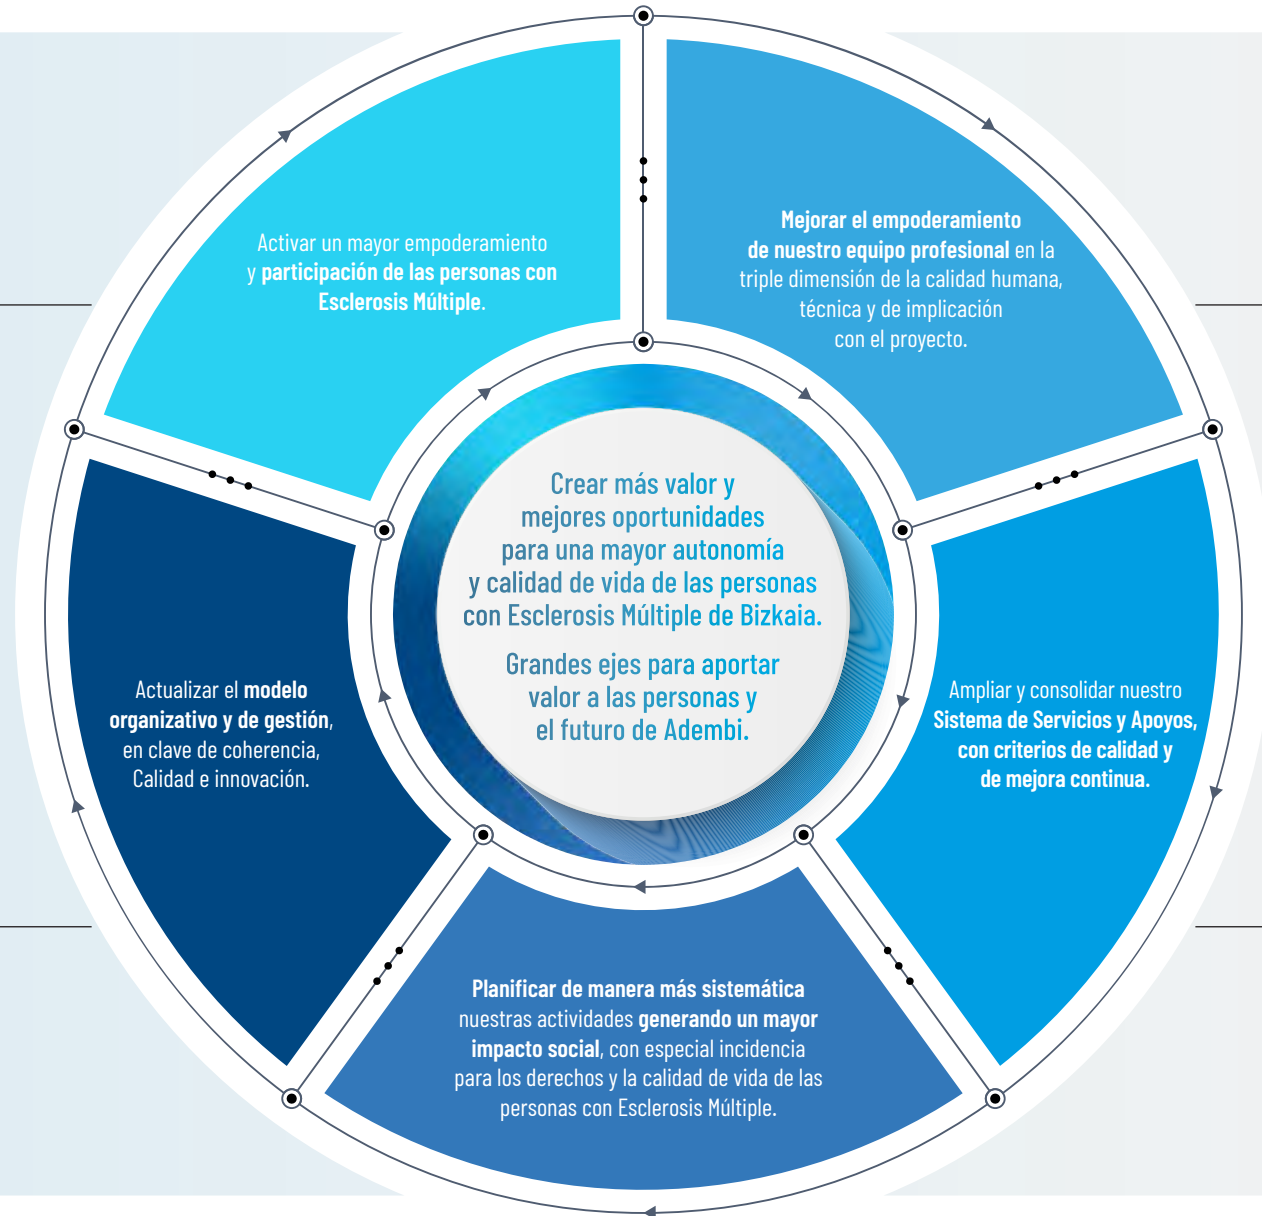 Activar un mayor empoderamiento
y participación de las personas con
Esclerosis Múltiple.
Mejorar el empoderamiento
de nuestro equipo profesional en la
triple dimensión de la calidad humana,
técnica y de implicación
con el proyecto.
Crear más valor y
mejores oportunidades
para una mayor autonomía
y calidad de vida de las personas
con Esclerosis Múltiple de Bizkaia.
Grandes ejes para aportar
valor a las personas y
el futuro de Adembi.
Actualizar el modelo
organizativo y de gestión,
en clave de coherencia,
Calidad e innovación.
Ampliar y consolidar nuestro
Sistema de Servicios y Apoyos,
con criterios de calidad y
de mejora continua.
Planificar de manera más sistemática
nuestras actividades generando un mayor
impacto social, con especial incidencia
para los derechos y la calidad de vida de las
personas con Esclerosis Múltiple.